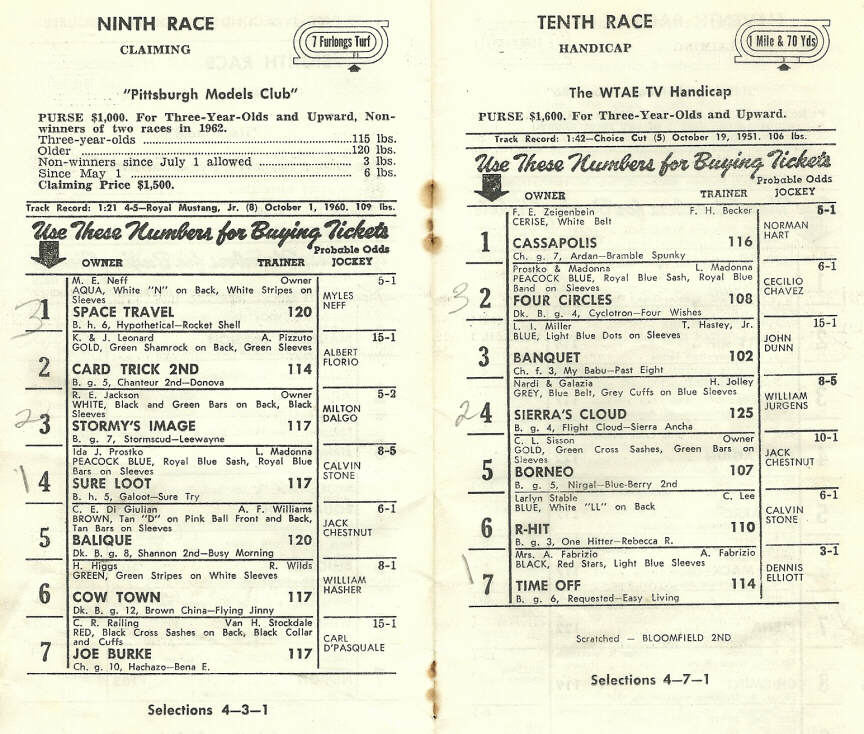 NINTH RACE
CLAIMING
7 Furlongs Turf
"Pittsburgh Models Club"
PURSE $1,000. For Three-Year-Olds and Upward, Non-
winners of two races in 1962.
Three-year-olds ..........115 lbs.
Older ..........120 lbs.
Non-winners since July 1 allowed .......... 3 lbs.
Since May 1 .......... 6 lbs.
Claiming Price $1,500.
Track Record: 1:21 4-5—Royal Mustang, Jr. (8) October 1, 1960. 109 lbs.
Use These Numbers for Buying Tickets
Probable Odds
OWNER TRAINER JOCKEY
M. E. Neff Owner 5-1
AQUA, White "N" on Back, White Stripes on
Sleeves
3 1 SPACE TRAVEL 120 MYLES NEFF
B. h. 6, Hypothetical—Rocket Shell
K. & J. Leonard A. Pizzuto 15-1
GOLD, Green Shamrock on Back, Green Sleeves
2 CARD TRICK 2ND 114 ALBERT FLORIO
B. g. 5, Chanteur 2nd—Donova
R. E. Jackson Owner 5-2
WHITE, Black and Green Bars on Back, Black
Sleeves
2 3 STORMY'S IMAGE 117 MILTON DALGO
B. g. 7, Stormscud—Leewayne
Ida J. Prostko L. Madonna 8-5
PEACOCK BLUE, Royal Blue Sash, Royal Blue
Bars on Sleeves
1 4 SURE LOOT 117 CALVIN STONE
B. h. 5, Galoot—Sure Try
C. E. Di Giulian A. F. Williams 6-1
BROWN, Tan "D" on Pink Ball Front and Back,
Tan Bars on Sleeves
5 BALIQUE 120 JACK CHESTNUT
Dk. B. g. 8, Shannon 2nd—Busy Morning
H. Higgs R. Wilds 8-1
GREEN, Green Stripes on White Sleeves
6 COW TOWN 117 WILLIAM HASHER
Dk. B. g. 12, Brown China—Flying Jinny
C. R. Railing Van H. Stockdale 15-1
RED, Black Cross Sashes on Back, Black Collar
and Cuffs
7 JOE BURKE 117 CARL D'PASQUALE
Ch. g. 10, Hachazo—Bena E.
Selections 4—3—1
TENTH RACE
HANDICAP
1 Mile & 70 Yds
The WTAE TV Handicap
PURSE $1,600. For Three-Year-Olds and Upward.
Track Record: 1:42—Choice Cut (5) October 19, 1951. 106 lbs.
Use These Numbers for Buying Tickets
Probable Odds
OWNER TRAINER JOCKEY
F. E. Zeigenbein F. H. Becker 5-1
CERISE, White Belt
1 CASSAPOLIS 116 NORMAN HART
Ch. g. 7, Ardan—Bramble Spunky
Prostko & Madonna L. Madonna 6-1
PEACOCK BLUE, Royal Blue Sash, Royal Blue
Band on Sleeves
3 2 FOUR CIRCLES 108 CECILIO CHAVEZ
Dk. B. g. 4, Cyclotron—Four Wishes
L. I. Miller T. Hastey, Jr. 15-1
BLUE, Light Blue Dots on Sleeves
3 BANQUET 102 JOHN DUNN
Ch. f. 3, My Babu—Past Eight
Nardi & Galazia H. Jolley 8-5
GREY, Blue Belt, Grey Cuffs on Blue Sleeves
2 4 SIERRA'S CLOUD 125 WILLIAM JURGENS
B. g. 4, Flight Cloud—Sierra Ancha
C. L. Sisson Owner 10-1
GOLD, Green Cross Sashes, Green Bars on
Sleeves
5 BORNEO 107 JACK CHESTNUT
B. g. 5, Nirgal—Blue-Berry 2nd
Larlyn Stable C. Lee 6-1
BLUE, White "LL" on Back
6 R-HIT 110 CALVIN STONE
B. g. 3, One Hitter—Rebecca R.
Mrs. A. Fabrizio A. Fabrizio 3-1
BLACK, Red Stars, Light Blue Sleeves
1 7 TIME OFF 114 DENNIS ELLIOTT
B. g. 6, Requested—Easy Living
Scratched — BLOOMFIELD 2ND
Selections 4—7—1